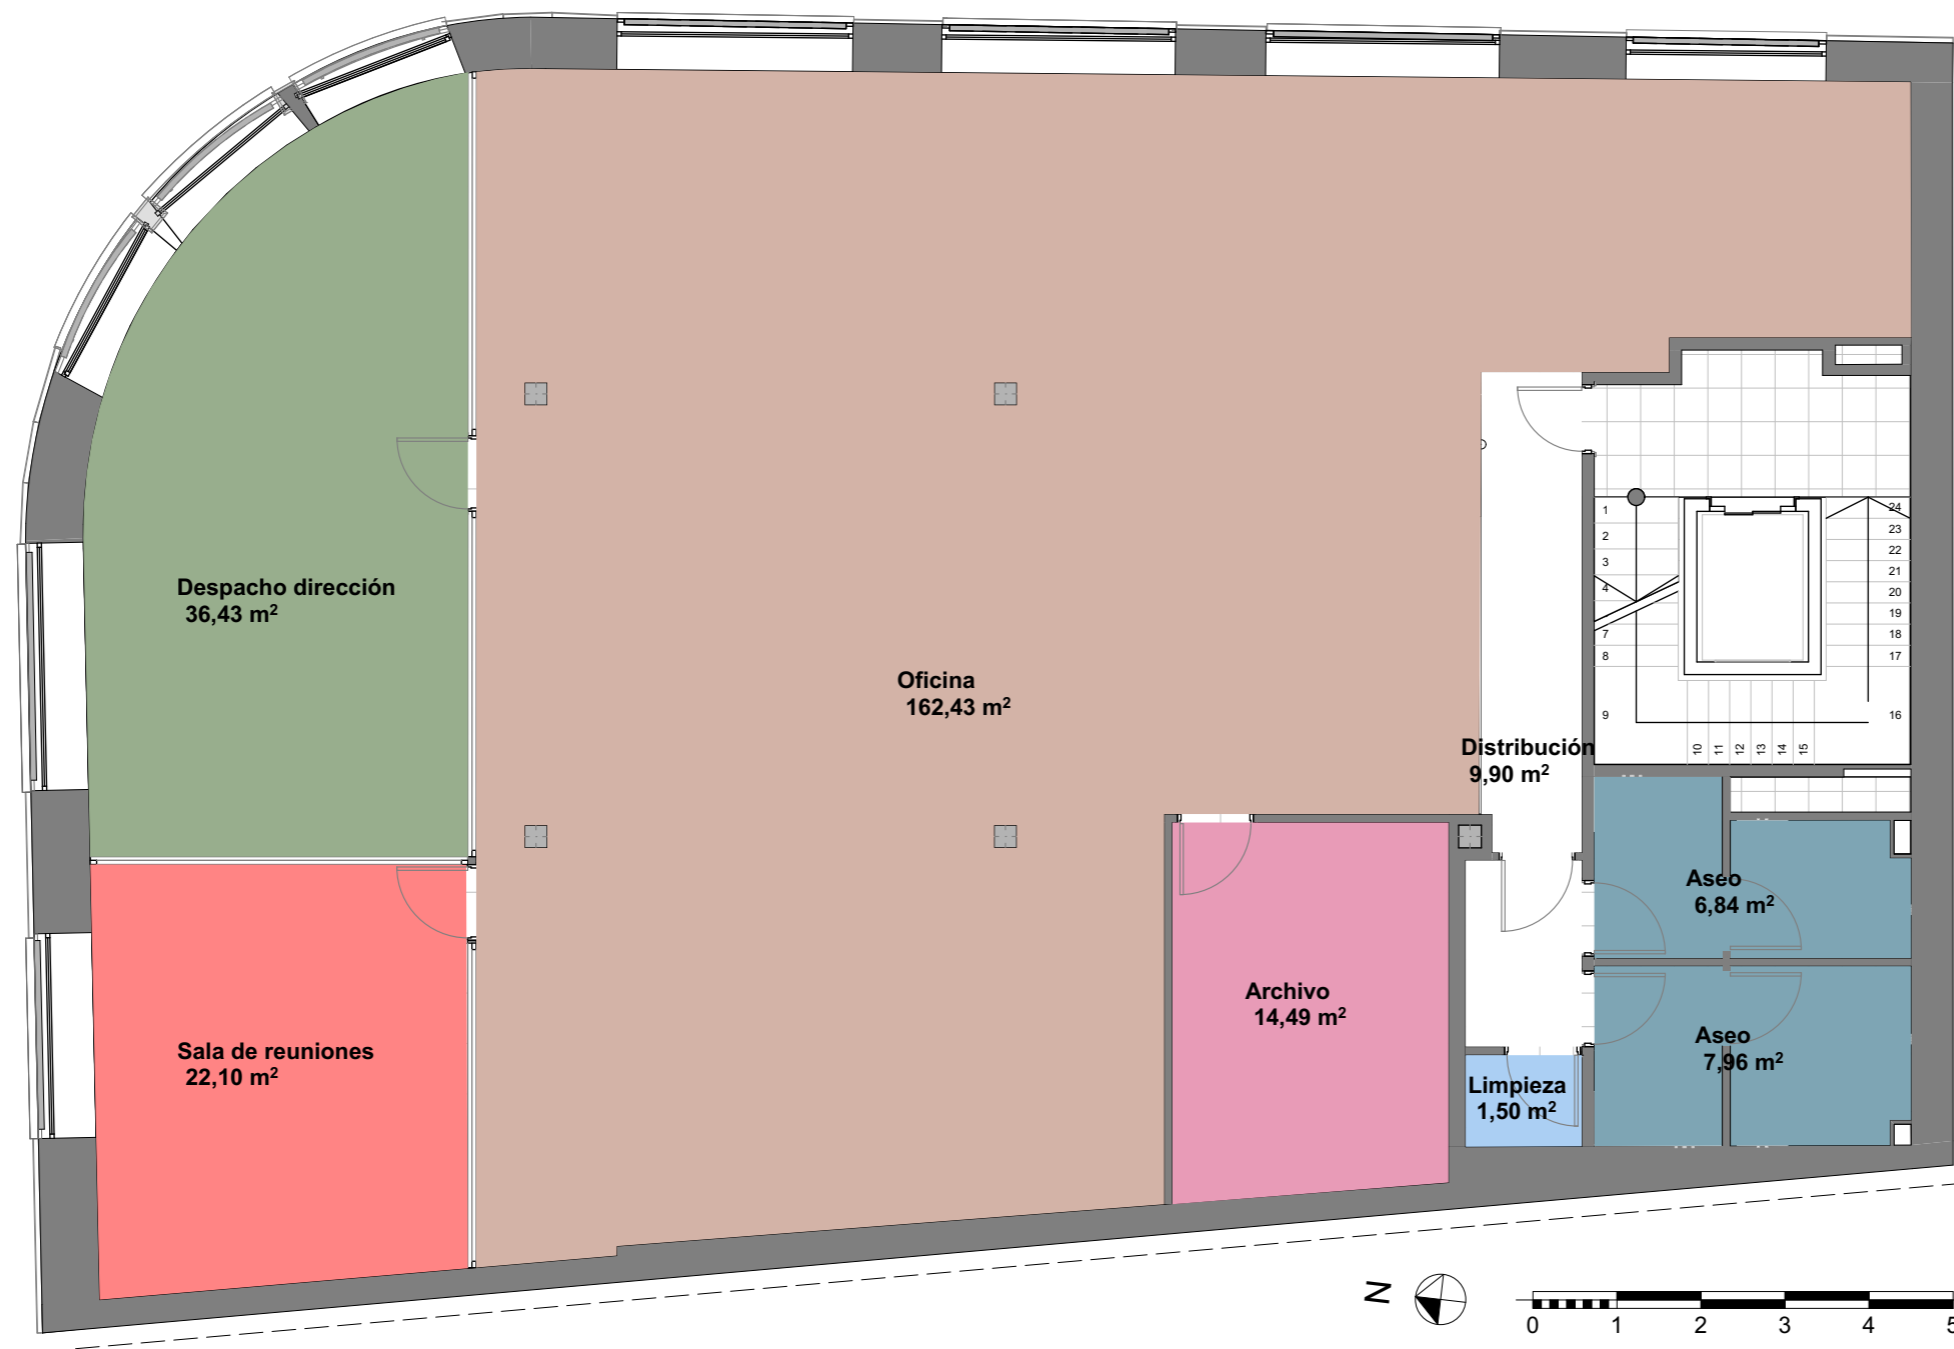 1
24
2
23
3
22
21
4
20
19
7
18
8
17
Despacho dirección
36,43 m²
Oficina
162,43 m²
9
16
10 11 12 13 14 15
Distribución
9,90 m²
Aseo
6,84 m²
Archivo
14,49 m²
Aseo
7,96 m²
Sala de reuniones
22,10 m²
Limpieza
1,50 m²
N
0 1 2 3 4 5